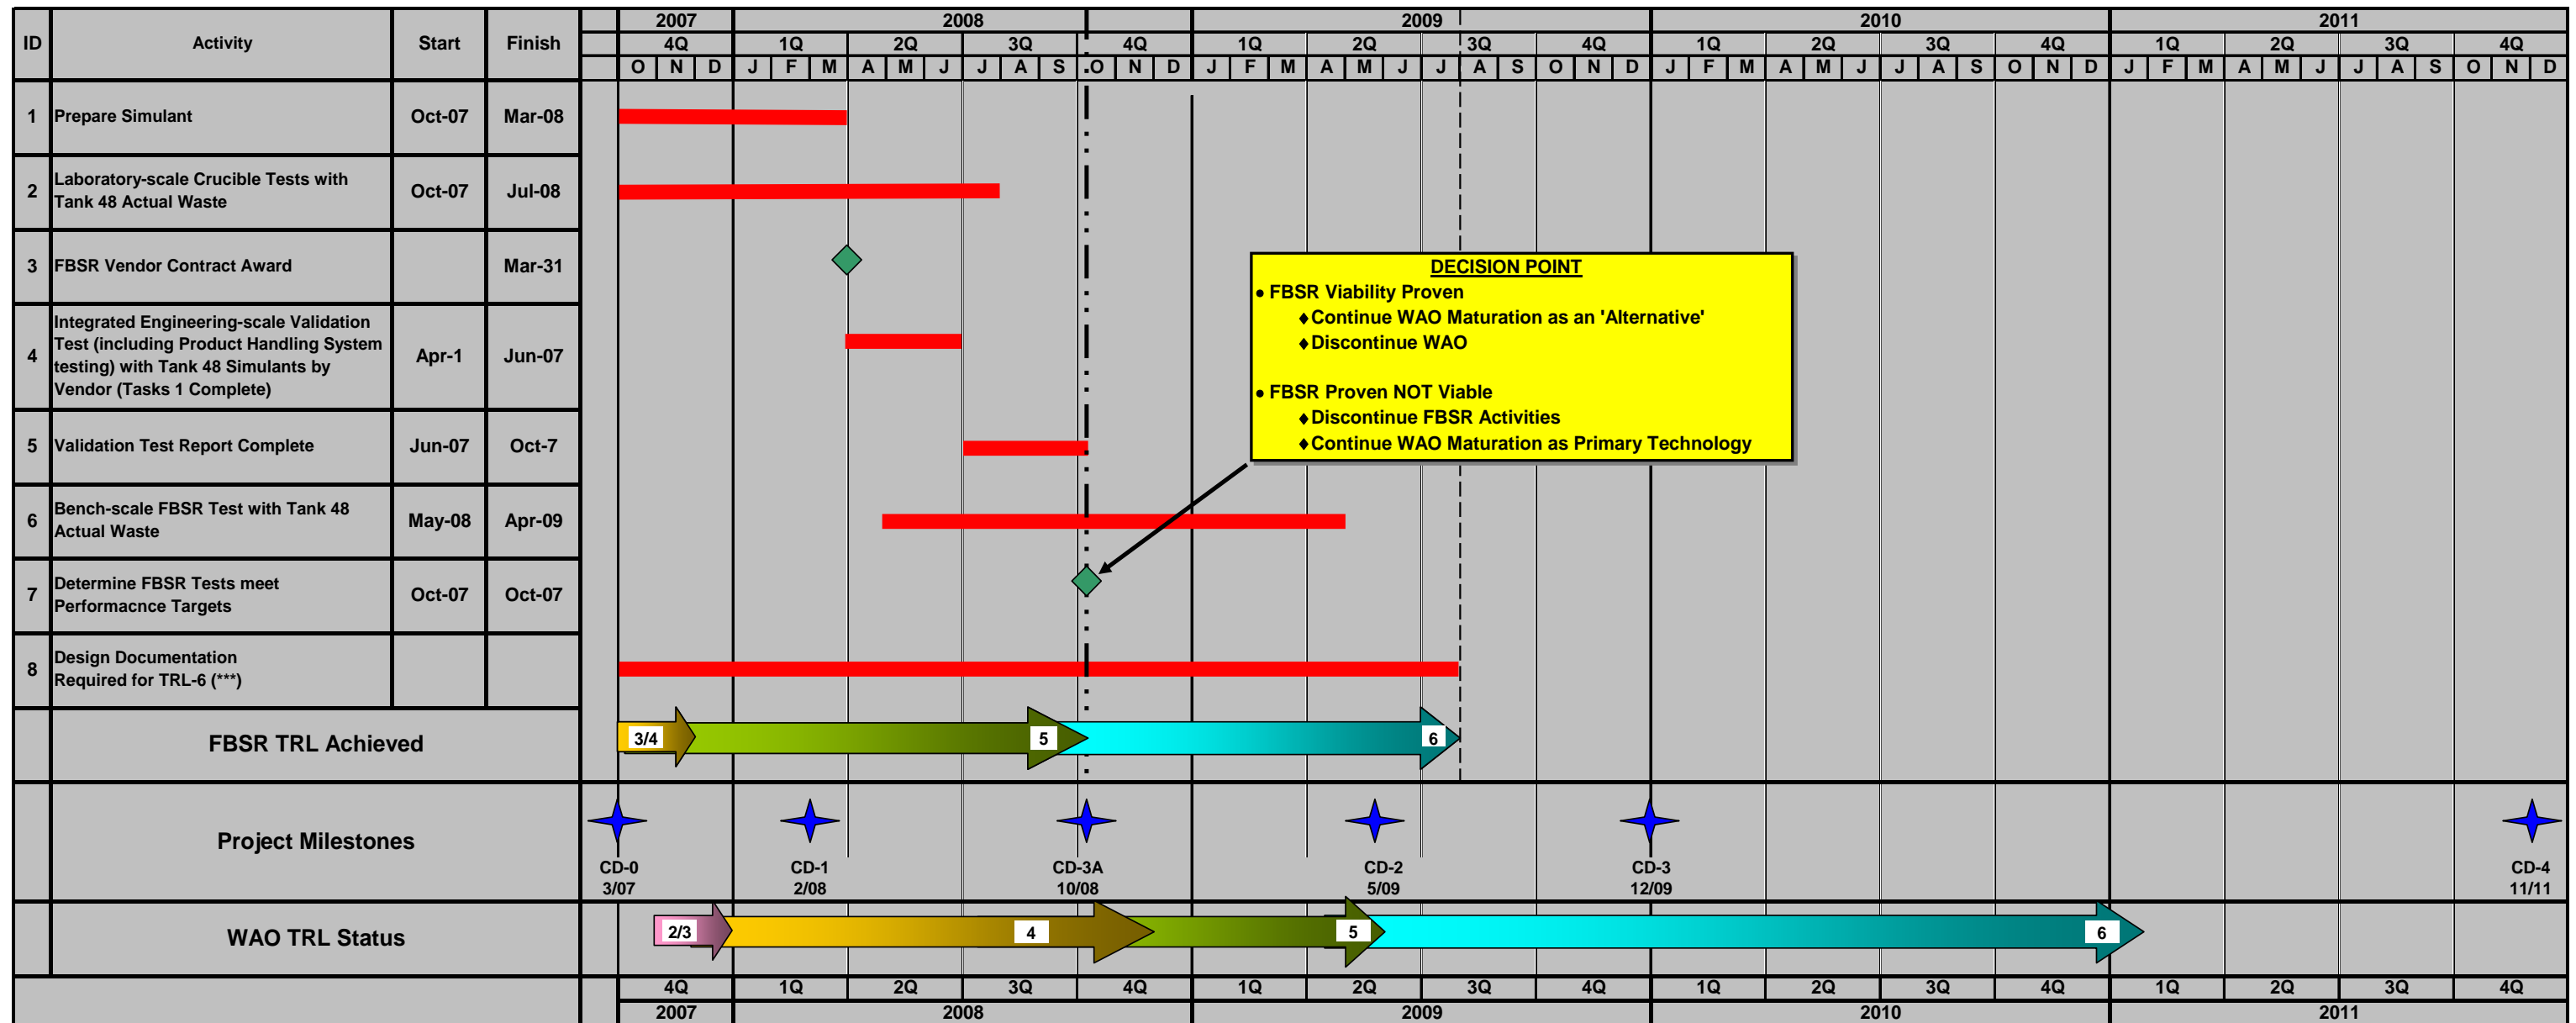 2007 2008 2009 2010 2011
ID Activity Start Finish 4Q 1Q 2Q 3Q 4Q 1Q 2Q 3Q 4Q 1Q 2Q 3Q 4Q 1Q 2Q 3Q 4Q
O N D J F M A M J J A S O N D J F M A M J J A S O N D J F M A M J J A S O N D J F M A M J J A S O N D
1 Prepare Simulant Oct-07 Mar-08
2 Laboratory-scale Crucible Tests with
Tank 48 Actual Waste Oct-07 Jul-08
3 FBSR Vendor Contract Award Mar-31
4 Integrated Engineering-scale Validation
Test (including Product Handling System
testing) with Tank 48 Simulants by
Vendor (Tasks 1 Complete) Apr-1 Jun-07
5 Validation Test Report Complete Jun-07 Oct-7
6 Bench-scale FBSR Test with Tank 48
Actual Waste May-08 Apr-09
7 Determine FBSR Tests meet
Performacnce Targets Oct-07 Oct-07
8 Design Documentation
Required for TRL-6 (***)
DECISION POINT
• FBSR Viability Proven
♦Continue WAO Maturation as an 'Alternative'
♦Discontinue WAO
• FBSR Proven NOT Viable
♦Discontinue FBSR Activities
♦Continue WAO Maturation as Primary Technology
FBSR TRL Achieved 3/4 5 6
Project Milestones
CD-0 CD-1 CD-3A CD-2 CD-3 CD-4
3/07 2/08 10/08 5/09 12/09 11/11
WAO TRL Status 2/3 4 5 6
4Q 1Q 2Q 3Q 4Q 1Q 2Q 3Q 4Q 1Q 2Q 3Q 4Q 1Q 2Q 3Q 4Q
2007 2008 2009 2010 2011